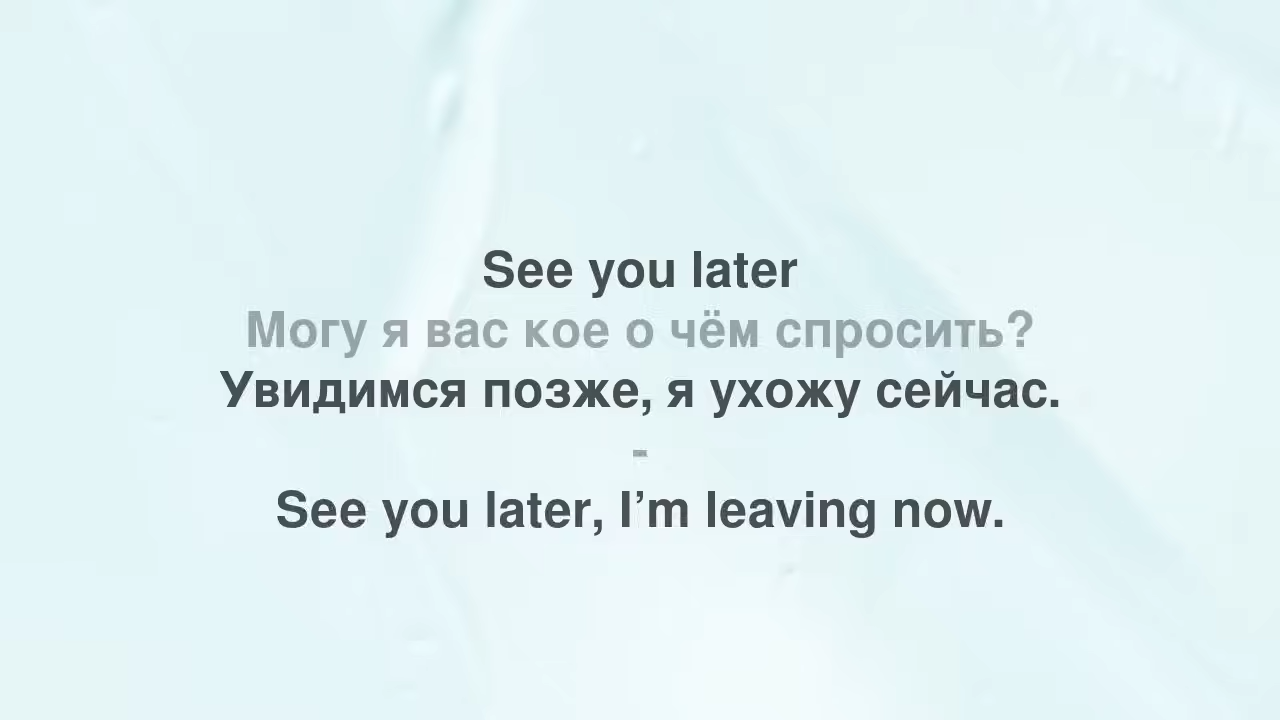 See you later
Могу я вас кое о чём спросить?
Увидимся позже, я ухожу сейчас.
-
See you later, I’m leaving now.